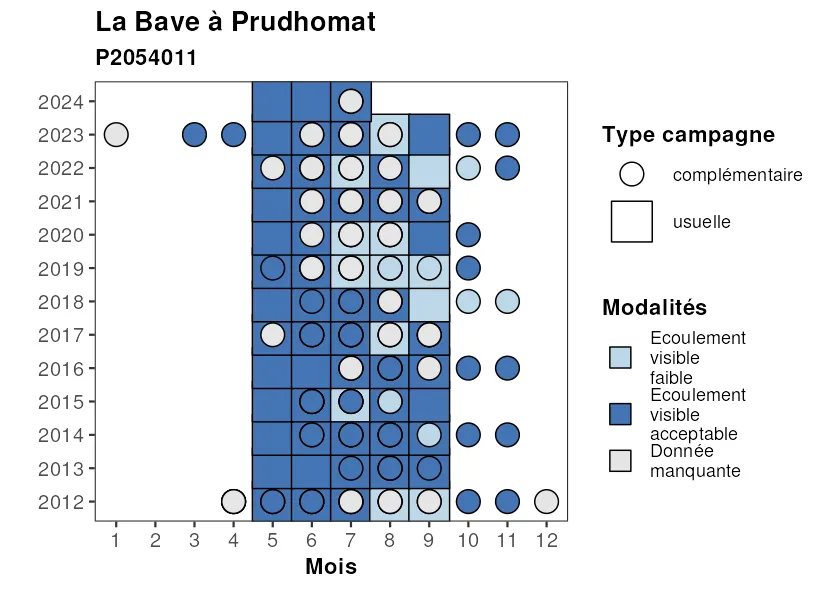 La Bave à Prudhomat
P2054011
2024
2023
2022
2021
2020
2019
2018
2017
2016
2015
2014
2013
2012
1 2 3 4 5 6 7 8 9 10 11 12
Mois
Type campagne
complémentaire
usuelle
Modalités
Ecoulement
visible
faible
Ecoulement
visible
acceptable
Donnée
manquante